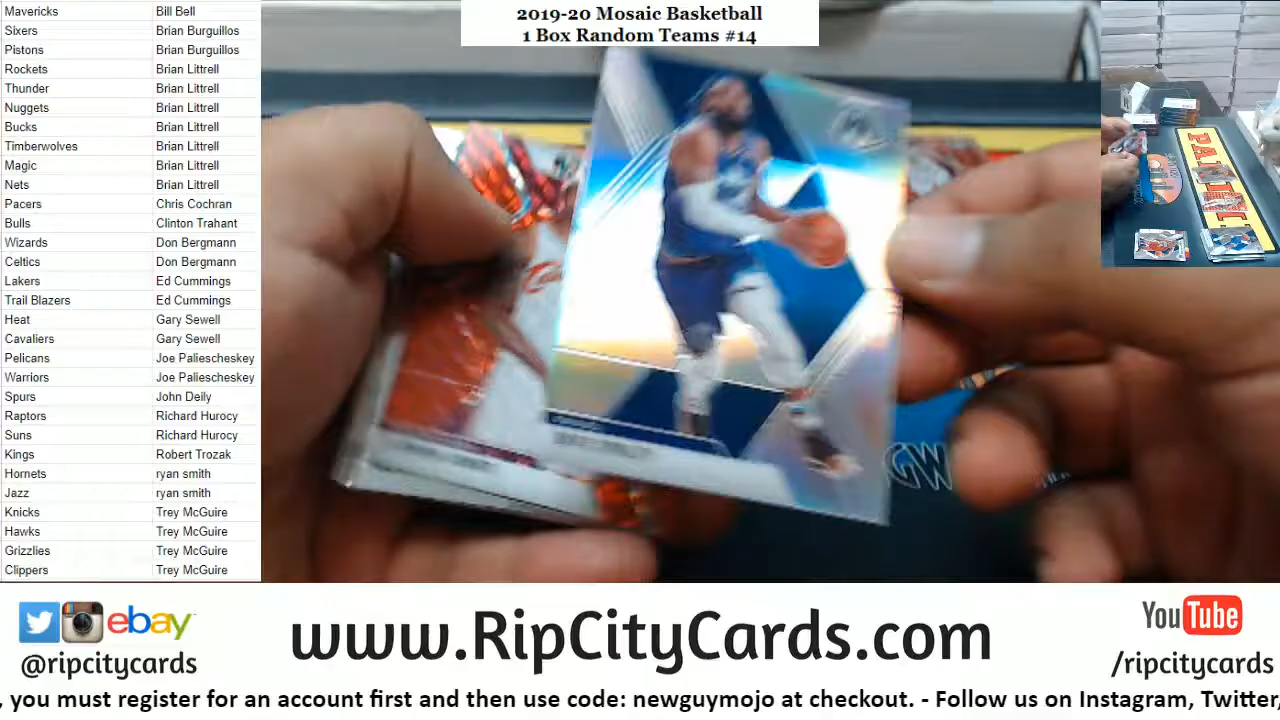 2019-20 Mosaic Basketball
1 Box Random Teams #14
Mavericks Bill Bell
Sixers Brian Burguillos
Pistons Brian Burguillos
Rockets Brian Littrell
Thunder Brian Littrell
Nuggets Brian Littrell
Bucks Brian Littrell
Timberwolves Brian Littrell
Magic Brian Littrell
Nets Brian Littrell
Pacers Chris Cochran
Bulls Clinton Trahant
Wizards Don Bergmann
Celtics Don Bergmann
Lakers Ed Cummings
Trail Blazers Ed Cummings
Heat Gary Sewell
Cavaliers Gary Sewell
Pelicans Joe Paliescheskey
Warriors Joe Paliescheskey
Spurs John Deily
Raptors Richard Hurocy
Suns Richard Hurocy
Kings Robert Trozak
Hornets ryan smith
Jazz ryan smith
Knicks Trey McGuire
Hawks Trey McGuire
Grizzlies Trey McGuire
Clippers Trey McGuire
PANINI
GW
ebay
@ripcitycards
www.RipCityCards.com
YouTube
/ripcitycards
, you must register for an account first and then use code: newguymojo at checkout. - Follow us on Instagram, Twitter,